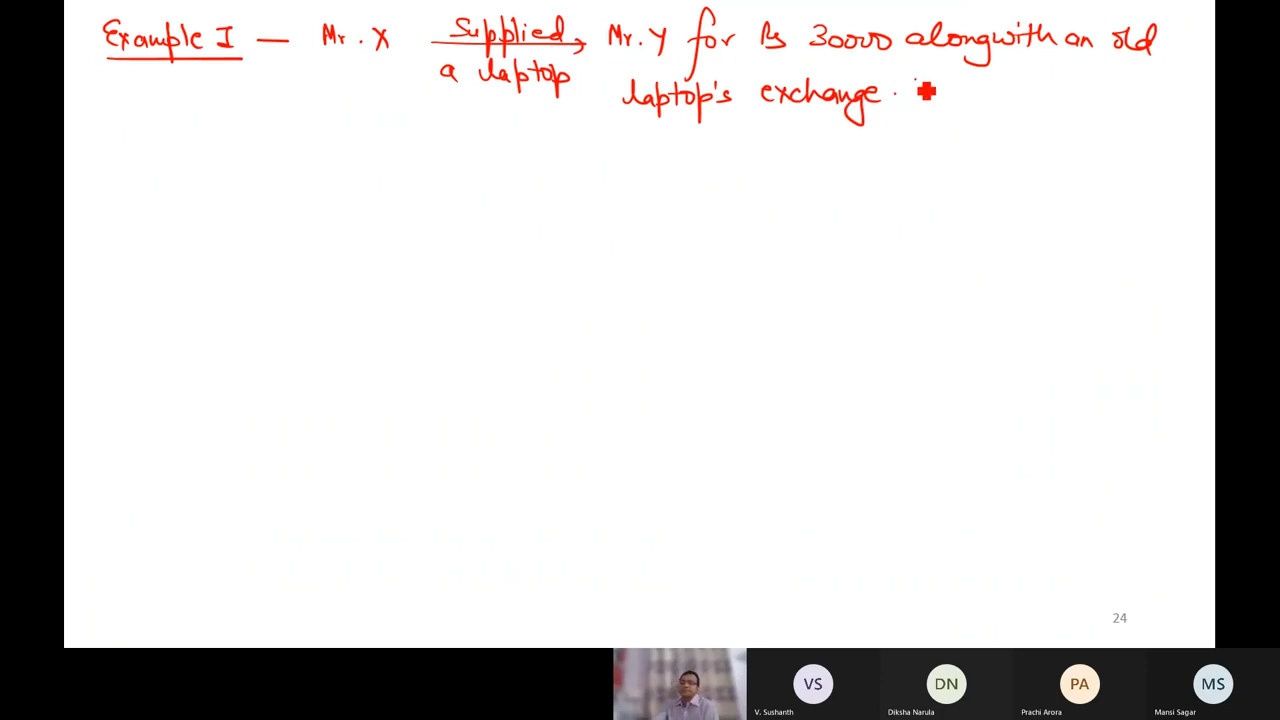 Example I — Mr. X Supplied a laptop Mr. Y for Rs 30000 alongwith an old
laptop's exchange.
24
VS
DN
PA
MS
V. Sushanth
Diksha Narula
Prachi Arora
Mansi Sagar